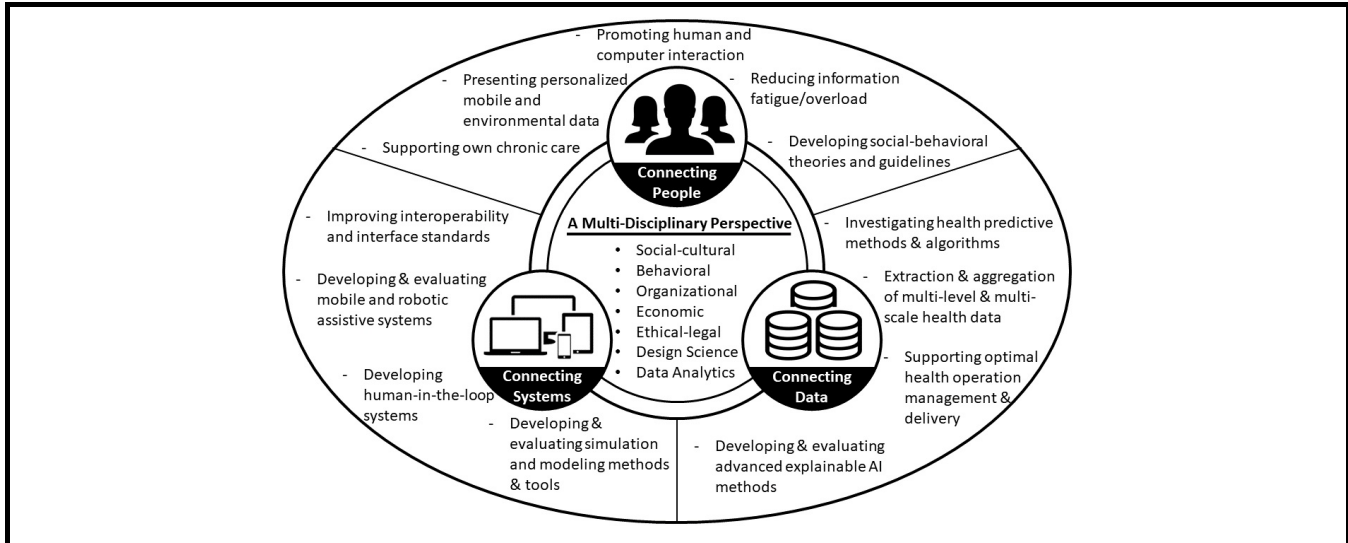 - Promoting human and
computer interaction
- Presenting personalized
mobile and
environmental data
- Reducing information
fatigue/overload
- Supporting own chronic care
- Developing social-behavioral
theories and guidelines
Connecting
People
- Improving interoperability
and interface standards
- Developing & evaluating
mobile and robotic
assistive systems
- Developing
human-in-the-loop
systems
- Developing &
evaluating simulation
and modeling methods
& tools
Connecting
Systems
A Multi-Disciplinary Perspective
• Social-cultural
• Behavioral
• Organizational
• Economic
• Ethical-legal
• Design Science
• Data Analytics
- Investigating health predictive
methods & algorithms
- Extraction & aggregation
of multi-level & multi-
scale health data
- Supporting optimal
health operation
management &
delivery
- Developing & evaluating
advanced explainable AI
methods
Connecting
Data